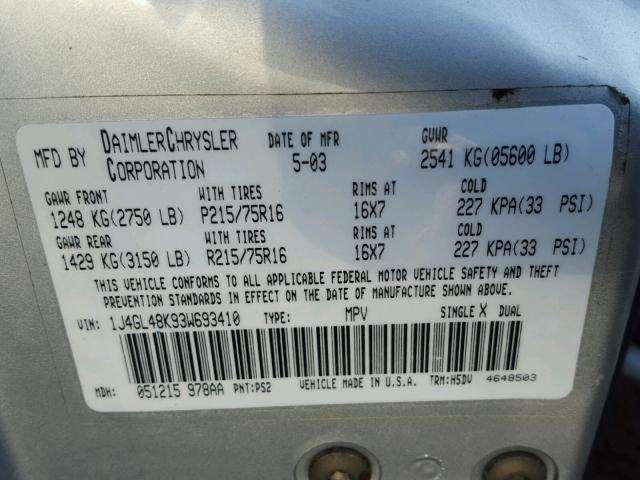 MFD BY DAIMLERCHRYSLER CORPORATION DATE OF MFR 5-03 GVWR 2541 KG(05600 LB)
GAWR FRONT WITH TIRES RIMS AT COLD
1248 KG(2750 LB) P215/75R16 16X7 227 KPA(33 PSI)
GAWR REAR WITH TIRES RIMS AT COLD
1429 KG(3150 LB) R215/75R16 16X7 227 KPA(33 PSI)
THIS VEHICLE CONFORMS TO ALL APPLICABLE FEDERAL MOTOR VEHICLE SAFETY AND THEFT
PREVENTION STANDARDS IN EFFECT ON THE DATE OF MANUFACTURE SHOWN ABOVE.
VIN: 1J4GL48K93W693410 TYPE: MPV SINGLE X DUAL
MDH: 051215 978AA PNT:PS2 VEHICLE MADE IN U.S.A. TRM:H5DV 4648503